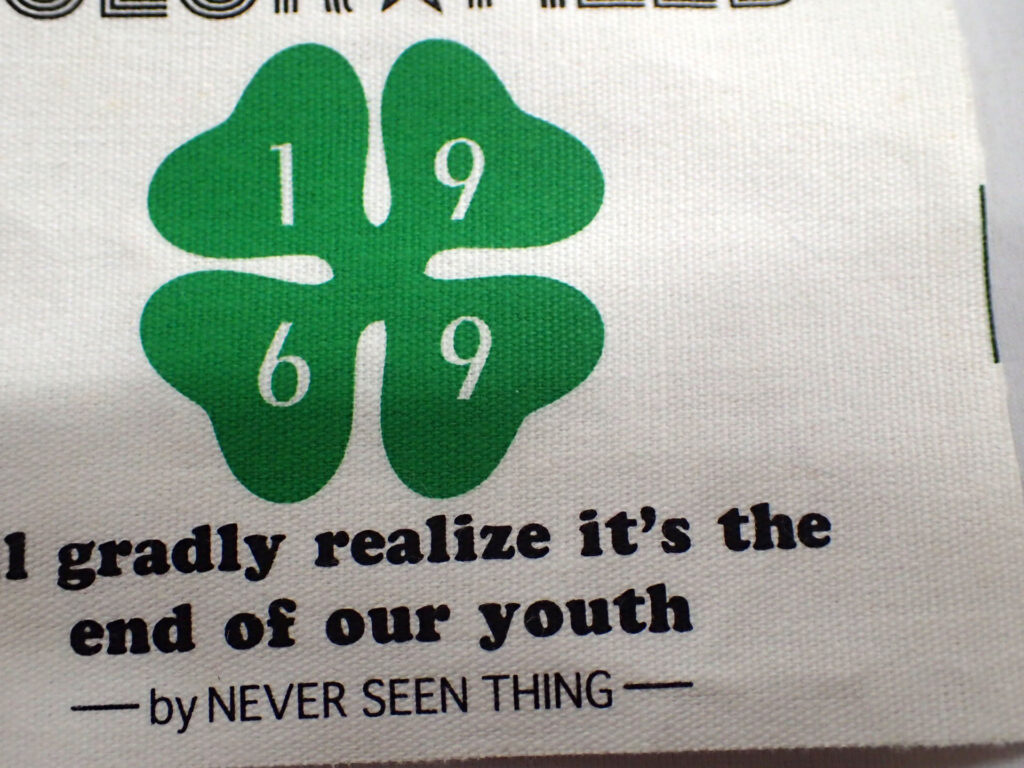 1 9
6 9
l gradly realize it's the
end of our youth
— by NEVER SEEN THING —